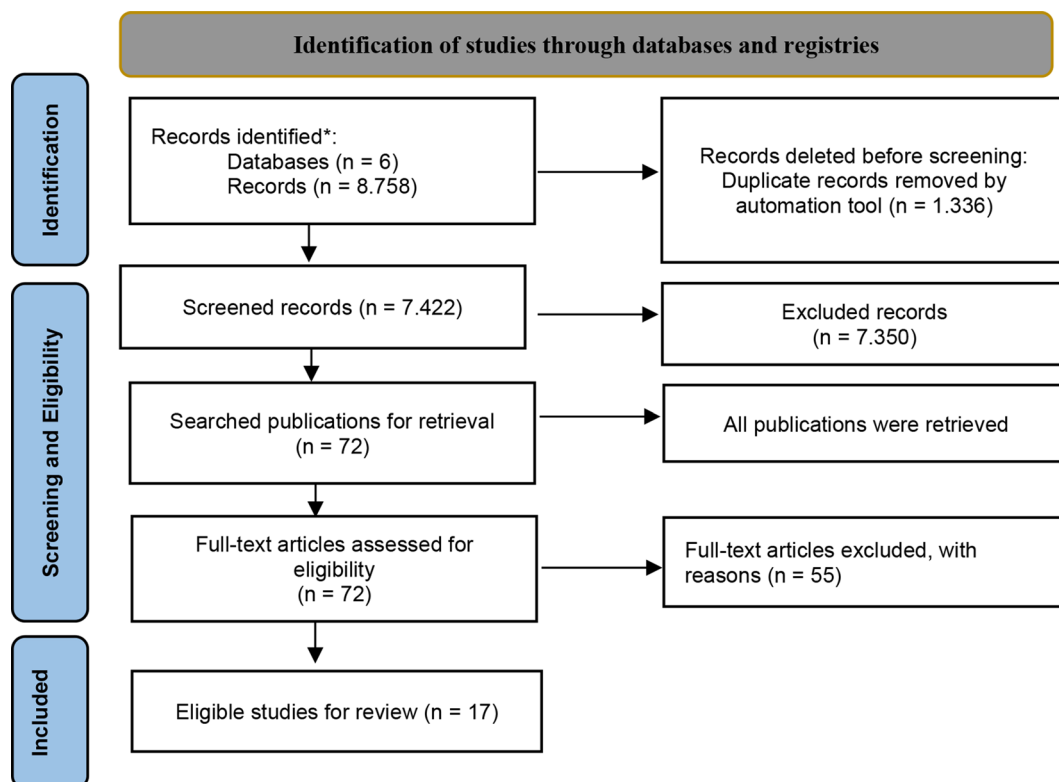 Identification of studies through databases and registries
Identification
Records identified*:
Databases (n = 6)
Records (n = 8.758)
Records deleted before screening:
Duplicate records removed by
automation tool (n = 1.336)
Screening and Eligibility
Screened records (n = 7.422)
Excluded records
(n = 7.350)
Searched publications for retrieval
(n = 72)
All publications were retrieved
Full-text articles assessed for
eligibility
(n = 72)
Full-text articles excluded, with
reasons (n = 55)
Included
Eligible studies for review (n = 17)